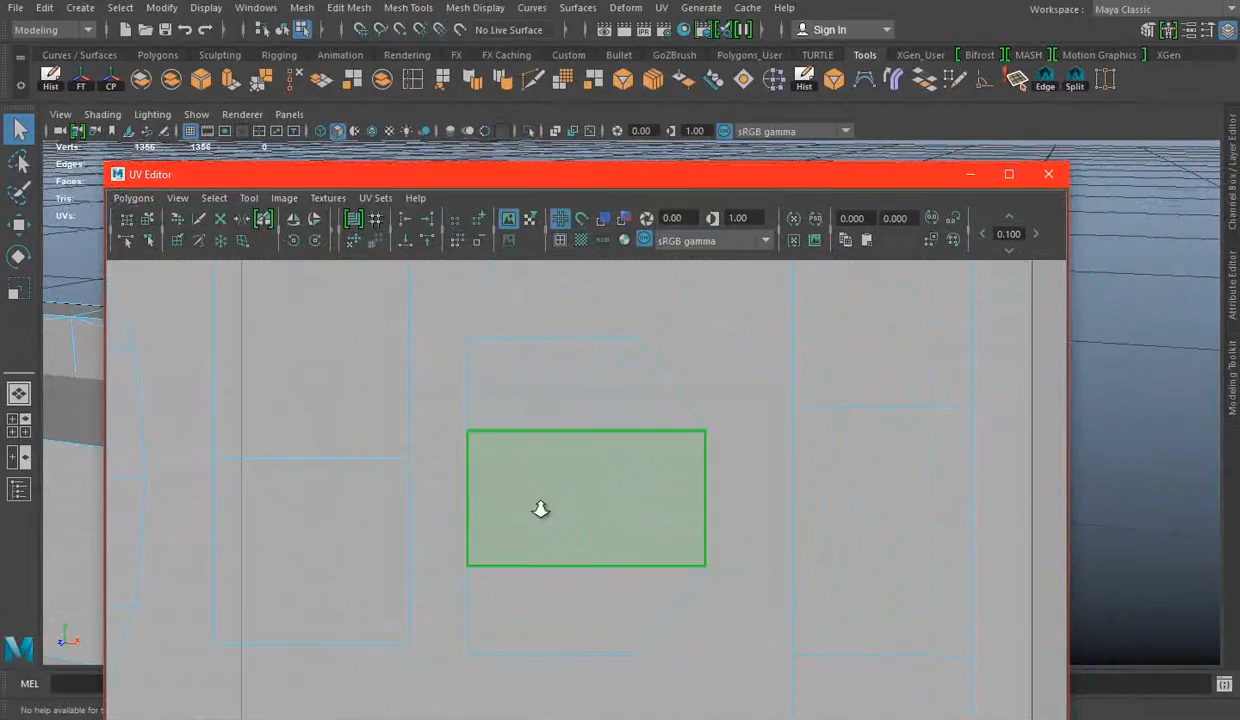 File Edit Create Select Modify Display Windows Mesh Edit Mesh Mesh Tools Mesh Display Curves Surfaces Deform UV Generate Cache Help Workspace : Maya Classic
Modeling No Live Surface Sign In
Curves / Surfaces Polygons Sculpting Rigging Animation Rendering FX FX Caching Custom Bullet GoZBrush Polygons_User TURTLE Tools XGen_User Bifrost MASH Motion Graphics XGen
Hist FT CP Hist Edge Split
View Shading Lighting Show Renderer Panels
0.00 1.00 sRGB gamma
Verts: 1356 1356 0
Edges:
Faces:
Tris:
UVs:
UV Editor
Polygons View Select Tool Image Textures UV Sets Help
0.00 1.00 0.000 0.000
sRGB gamma 0.100
Channel Box / Layer Editor
Attribute Editor
Modeling Toolkit
MEL
No help available for t